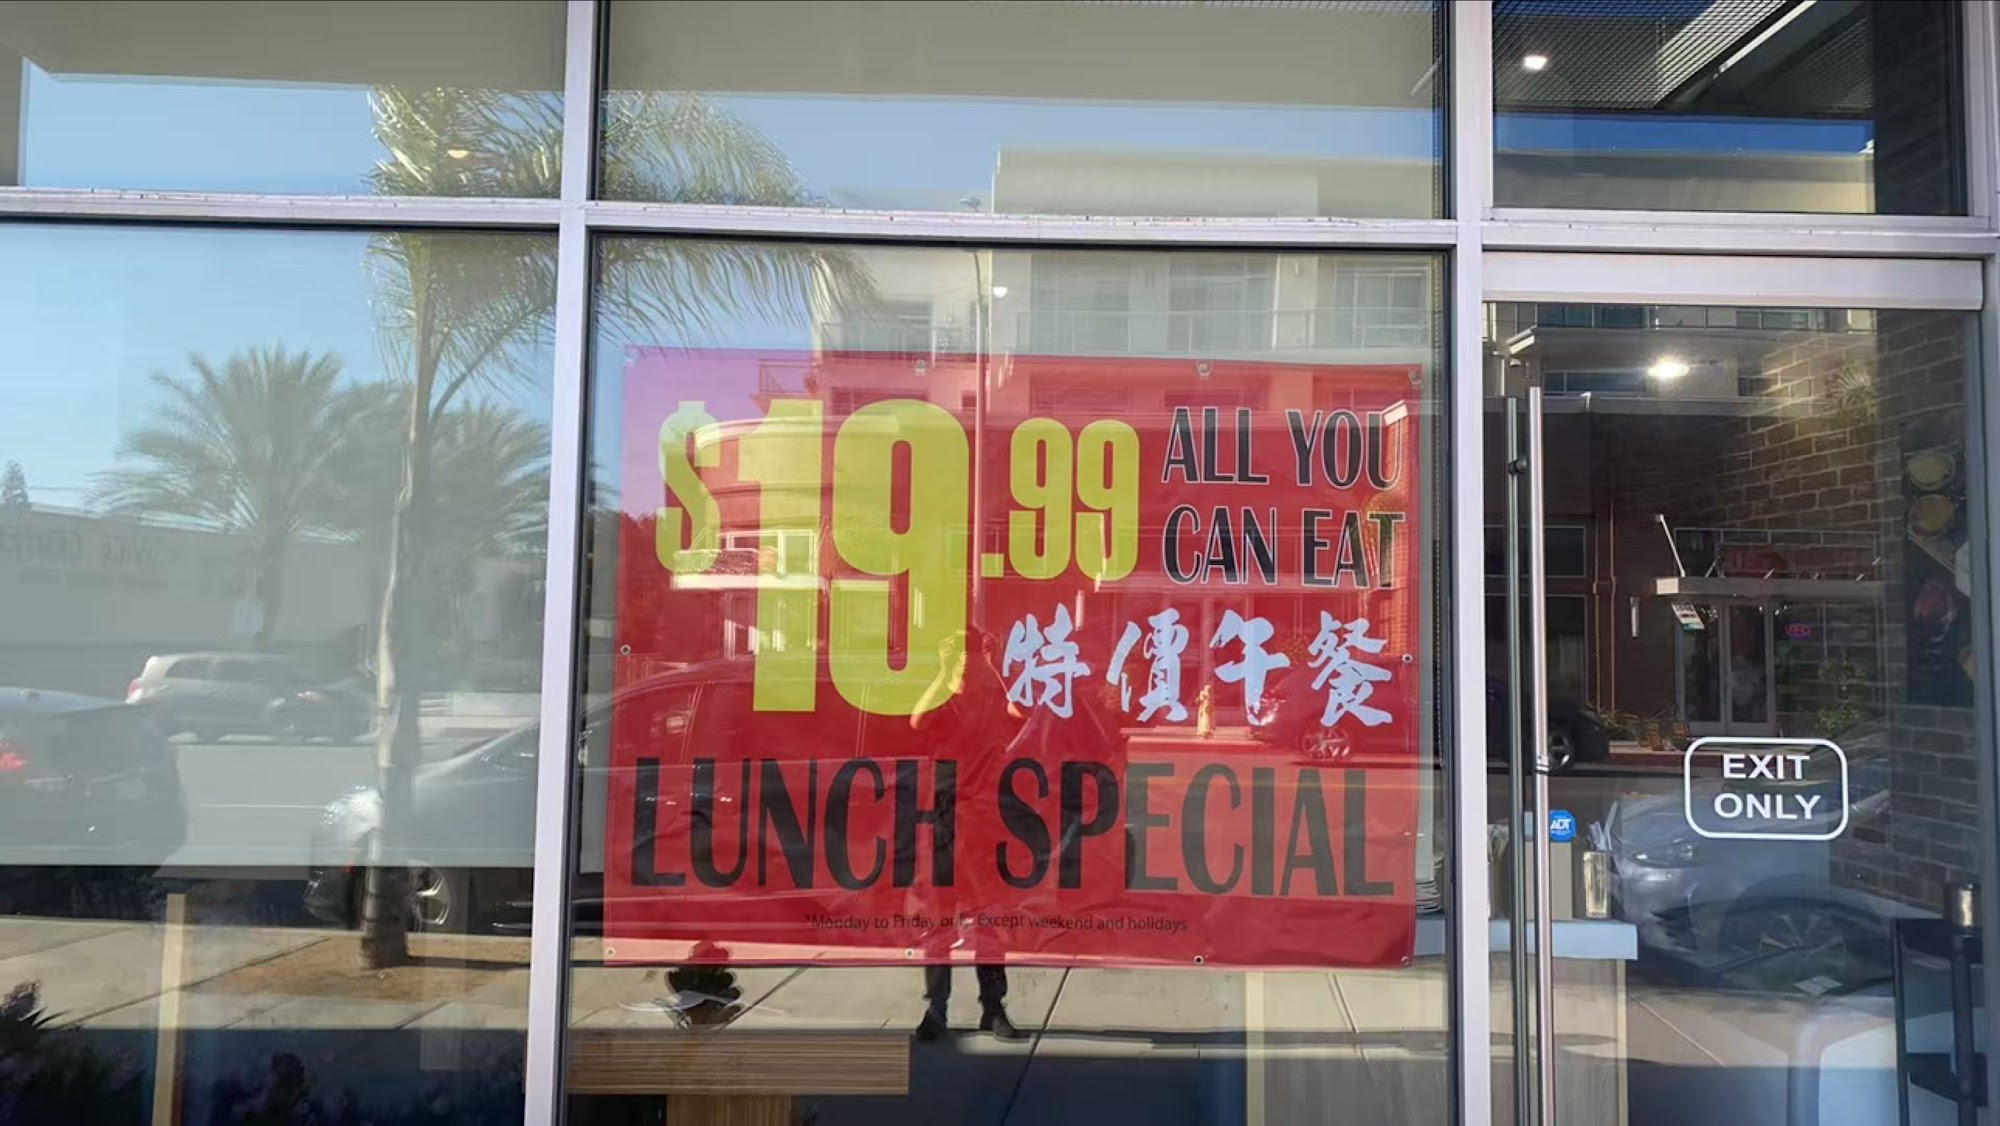 $19.99
ALL YOU
CAN EAT
特價午餐
LUNCH SPECIAL
*Monday to Friday only. Except weekend and holidays
EXIT
ONLY
ADT